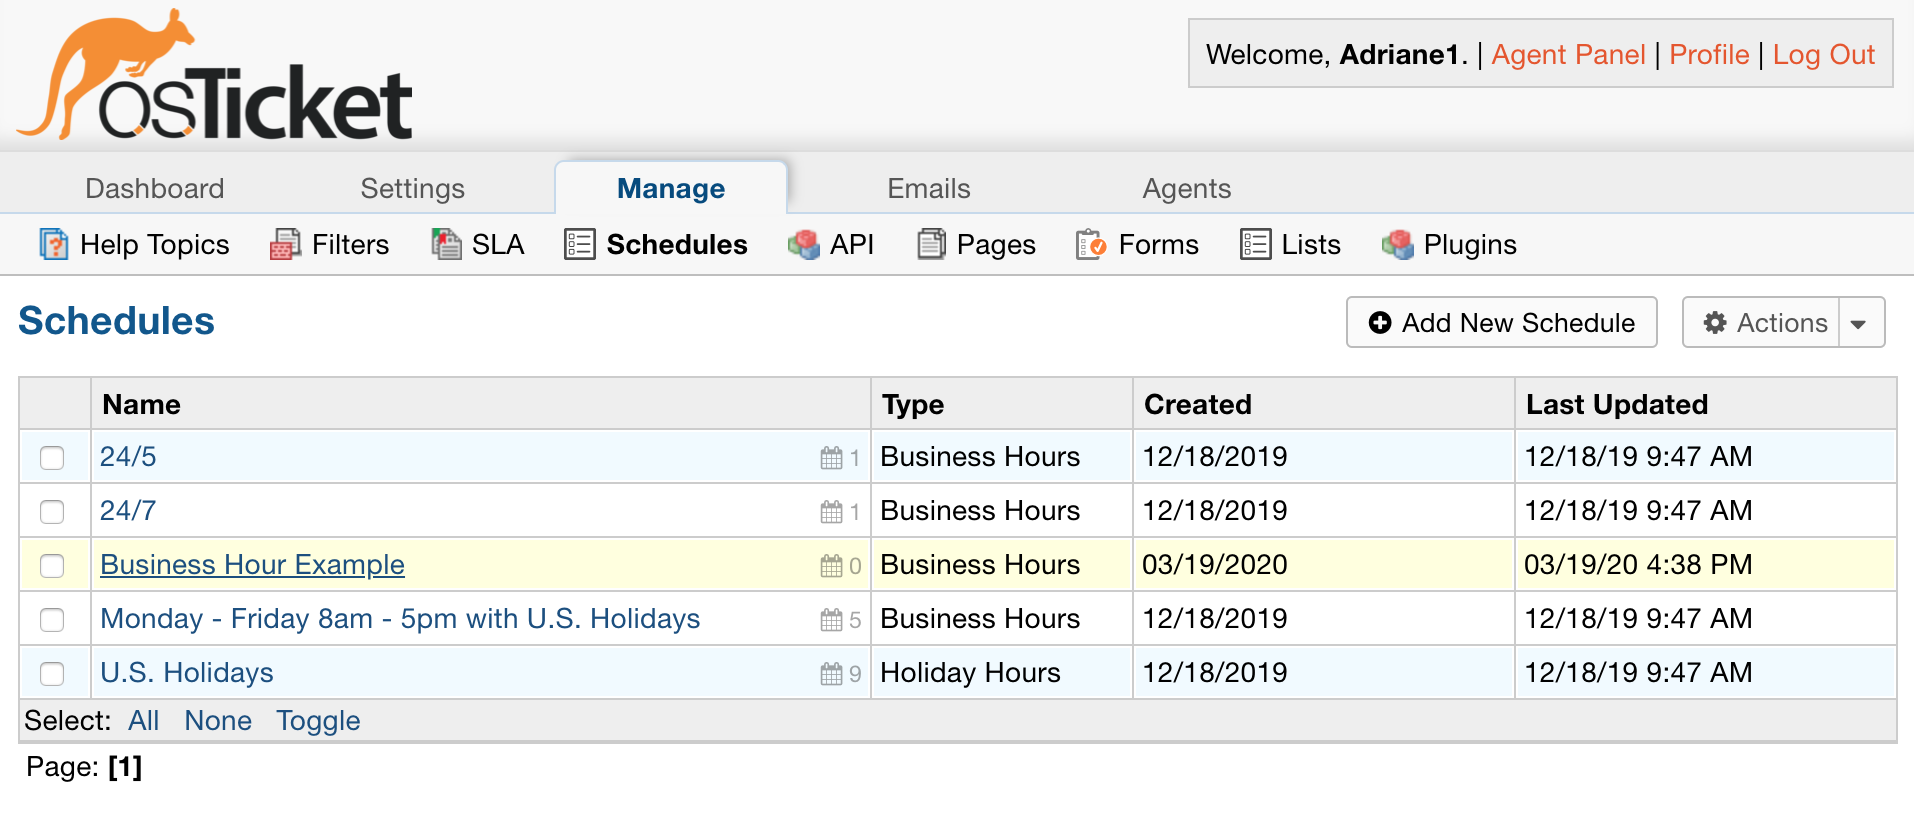 osTicket
Welcome, Adriane1. | Agent Panel | Profile | Log Out
Dashboard Settings Manage Emails Agents
Help Topics Filters SLA Schedules API Pages Forms Lists Plugins
Schedules
Add New Schedule Actions
Name Type Created Last Updated
24/5 1 Business Hours 12/18/2019 12/18/19 9:47 AM
24/7 1 Business Hours 12/18/2019 12/18/19 9:47 AM
Business Hour Example 0 Business Hours 03/19/2020 03/19/20 4:38 PM
Monday - Friday 8am - 5pm with U.S. Holidays 5 Business Hours 12/18/2019 12/18/19 9:47 AM
U.S. Holidays 9 Holiday Hours 12/18/2019 12/18/19 9:47 AM
Select: All None Toggle
Page: [1]